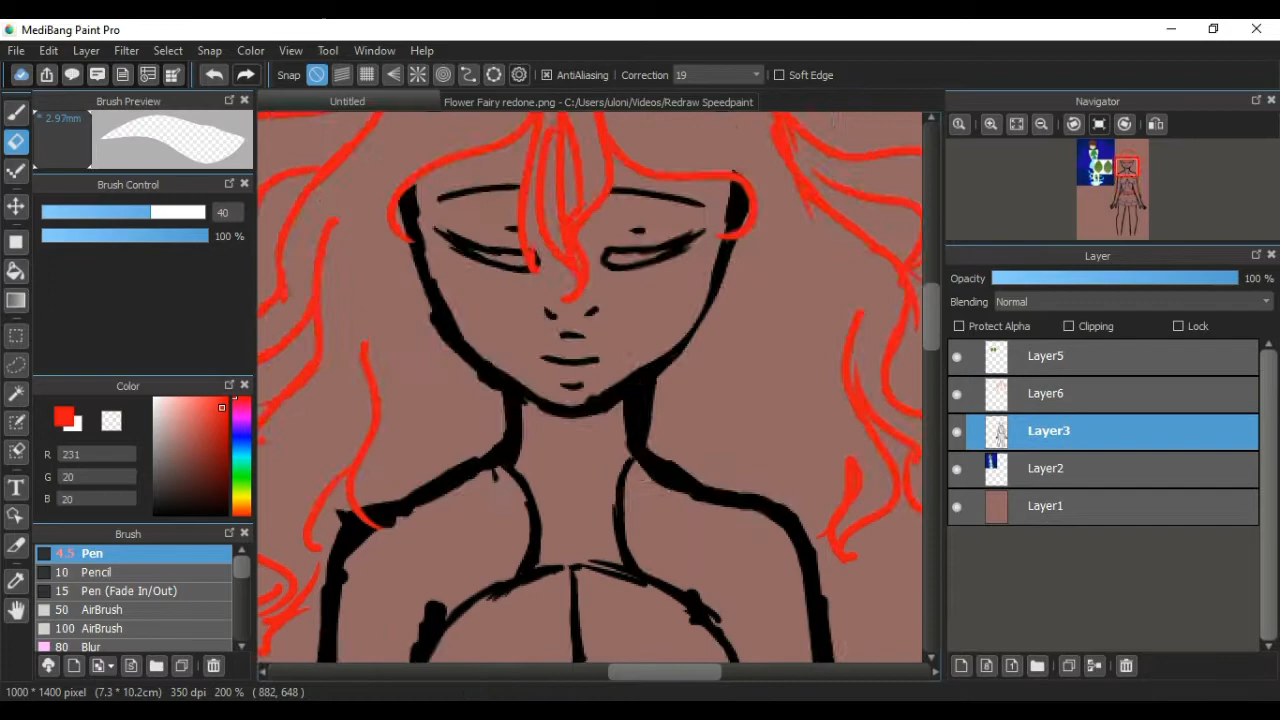 MediBang Paint Pro
File Edit Layer Filter Select Snap Color View Tool Window Help
Snap AntiAliasing Correction 19 Soft Edge
Brush Preview
Untitled
Flower Fairy redone.png - C:/Users/uloni/Videos/Redraw Speedpaint
Navigator
* 2.97mm
Brush Control
40
100 %
Layer
Opacity 100 %
Blending Normal
Protect Alpha Clipping Lock
Layer5
Layer6
Layer3
Layer2
Layer1
Color
R 231
G 20
B 20
Brush
4.5 Pen
10 Pencil
15 Pen (Fade In/Out)
50 AirBrush
100 AirBrush
80 Blur
T
1000 * 1400 pixel (7.3 * 10.2cm) 350 dpi 200 % ( 882, 648 )